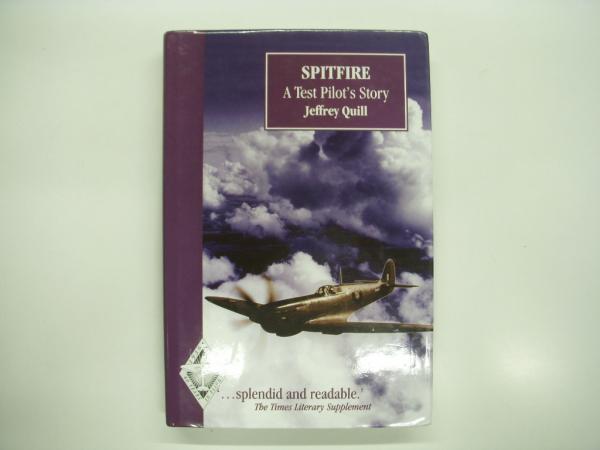 SPITFIRE
A Test Pilot's Story
Jeffrey Quill
'...splendid and readable.'
The Times Literary Supplement